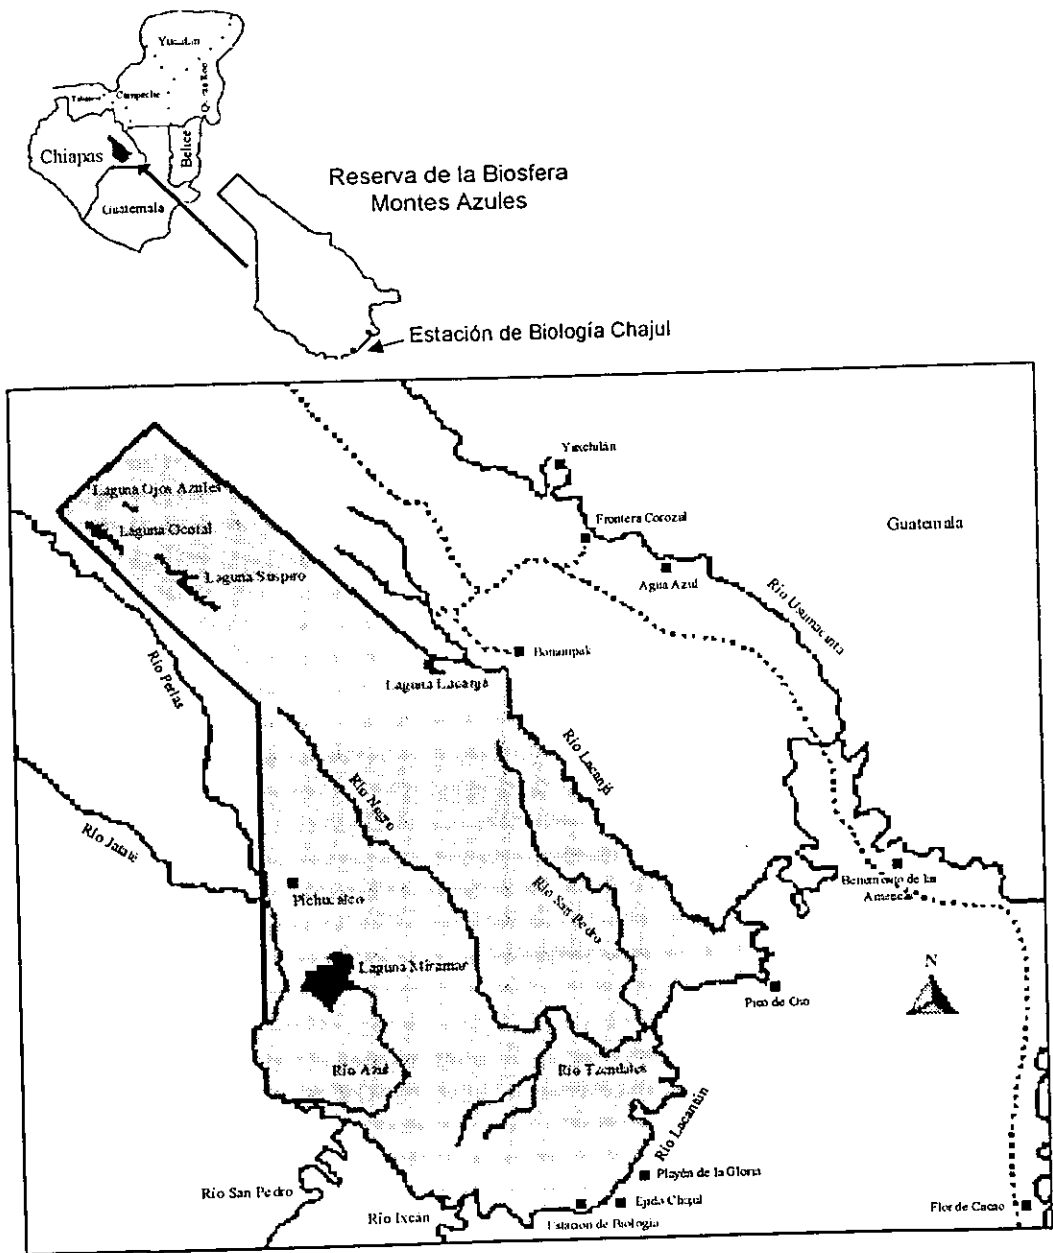 Yucatán
Quintana Roo
Tabasco
Campeche
Belice
Chiapas
Guatemala
Reserva de la Biosfera
Montes Azules
Estación de Biología Chajul
Yaxchilán
Laguna Ojos Azules
Frontera Corozal
Guatemala
Laguna Ocotal
Laguna Suspiro
Agua Azul
Río Usumacinta
Bonampak
Río Perlas
Laguna Lacanjá
Río Lacanjá
Río Negro
Río Jataté
Pichucalco
Río San Pedro
Benemérito de las
Américas
Laguna Miramar
N
Pico de Oro
Río Azul
Río Tzendales
Río Lacantún
Playón de la Gloria
Río San Pedro
Ejido Chajul
Río Ixcán
Estación de Biología
Flor de Cacao